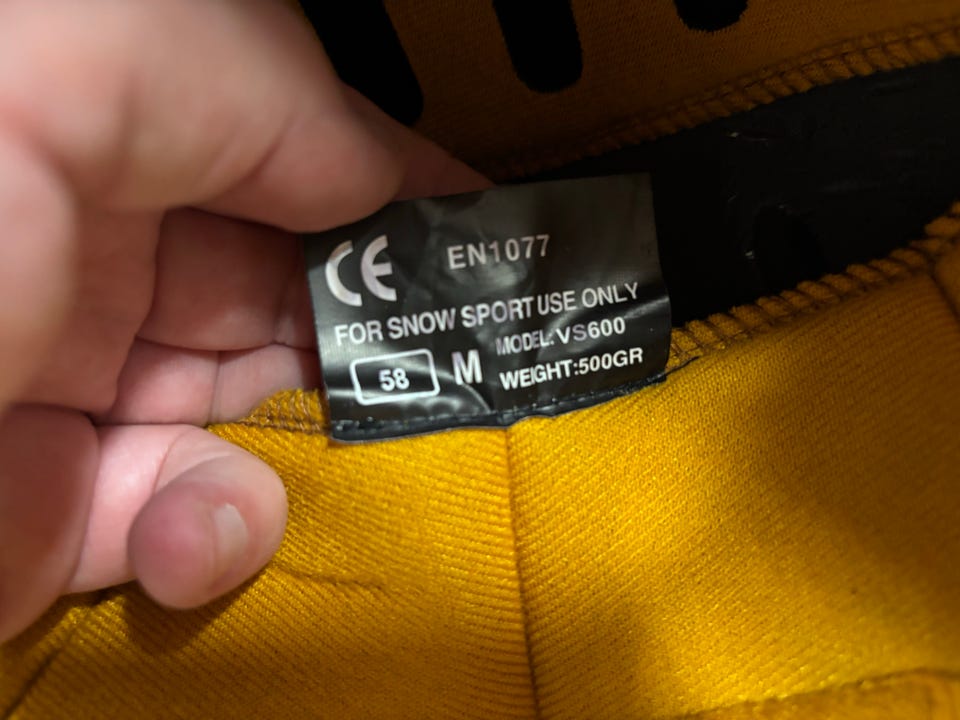 CE EN1077
FOR SNOW SPORT USE ONLY
58 M MODEL: VS600
WEIGHT:500GR